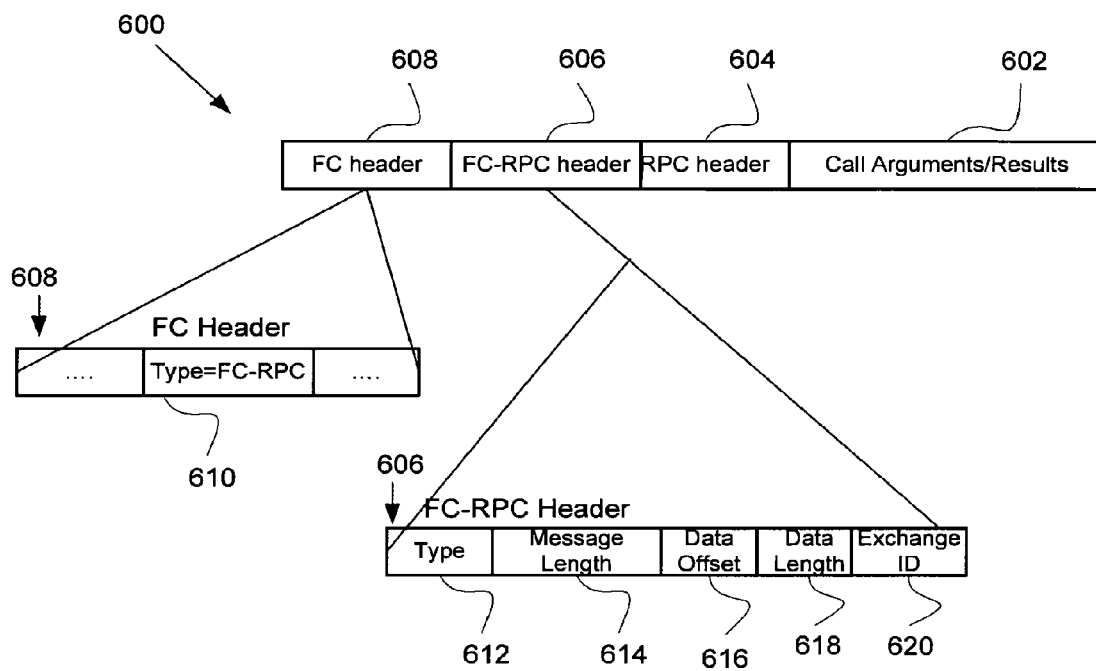 600
608
606
604
602
FC header
FC-RPC header
RPC header
Call Arguments/Results
608
FC Header
....
Type=FC-RPC
....
610
606
FC-RPC Header
Type
Message
Length
Data
Offset
Data
Length
Exchange
ID
612
614
616
618
620